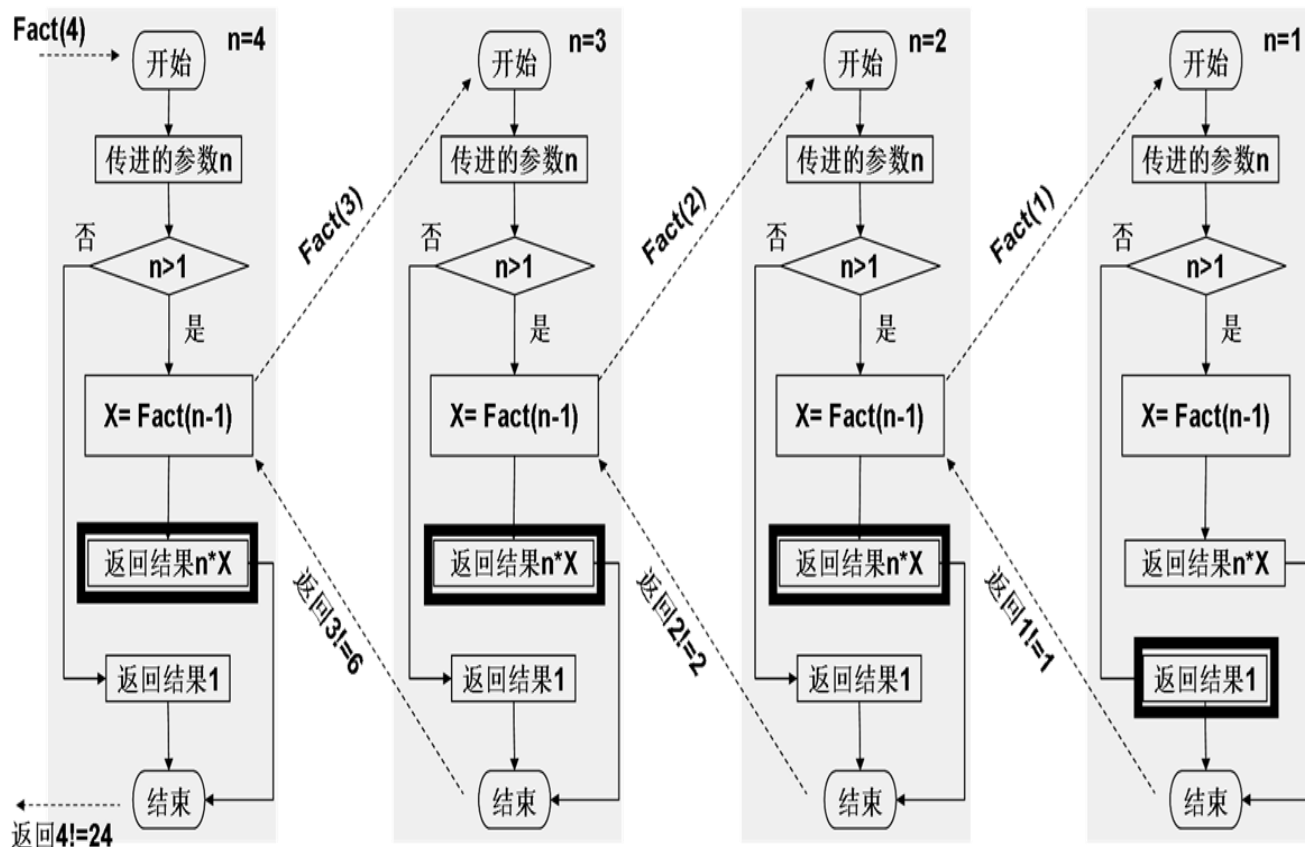 Fact(4)
n=4
开始
传进的参数n
否
n>1
是
X= Fact(n-1)
返回结果n*X
返回结果1
结束
返回4!=24
Fact(3)
返回3!=6
n=3
开始
传进的参数n
否
n>1
是
X= Fact(n-1)
返回结果n*X
返回结果1
结束
Fact(2)
返回2!=2
n=2
开始
传进的参数n
否
n>1
是
X= Fact(n-1)
返回结果n*X
返回结果1
结束
Fact(1)
返回1!=1
n=1
开始
传进的参数n
否
n>1
是
X= Fact(n-1)
返回结果n*X
返回结果1
结束